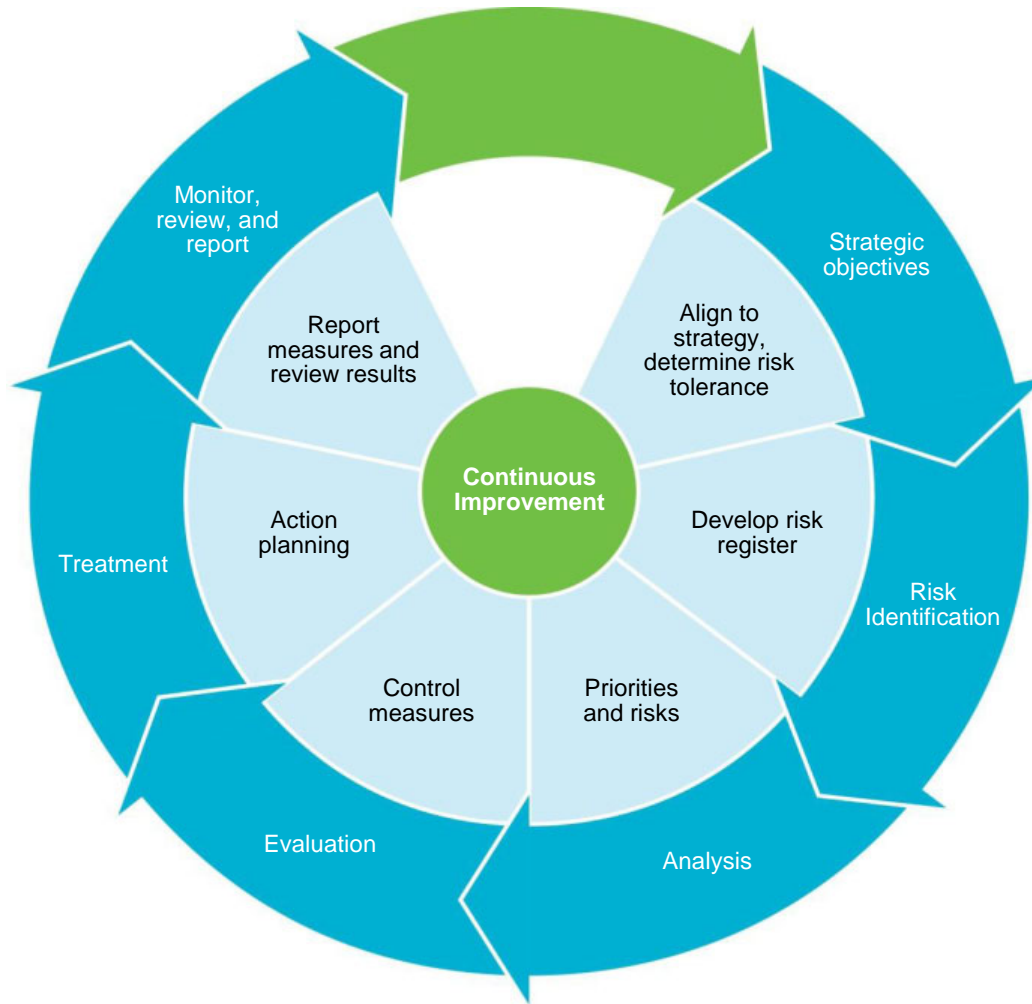 Strategic
objectives
Align to
strategy,
determine risk
tolerance
Risk
Identification
Develop risk
register
Analysis
Priorities
and risks
Evaluation
Control
measures
Treatment
Action
planning
Monitor,
review, and
report
Report
measures and
review results
Continuous
Improvement